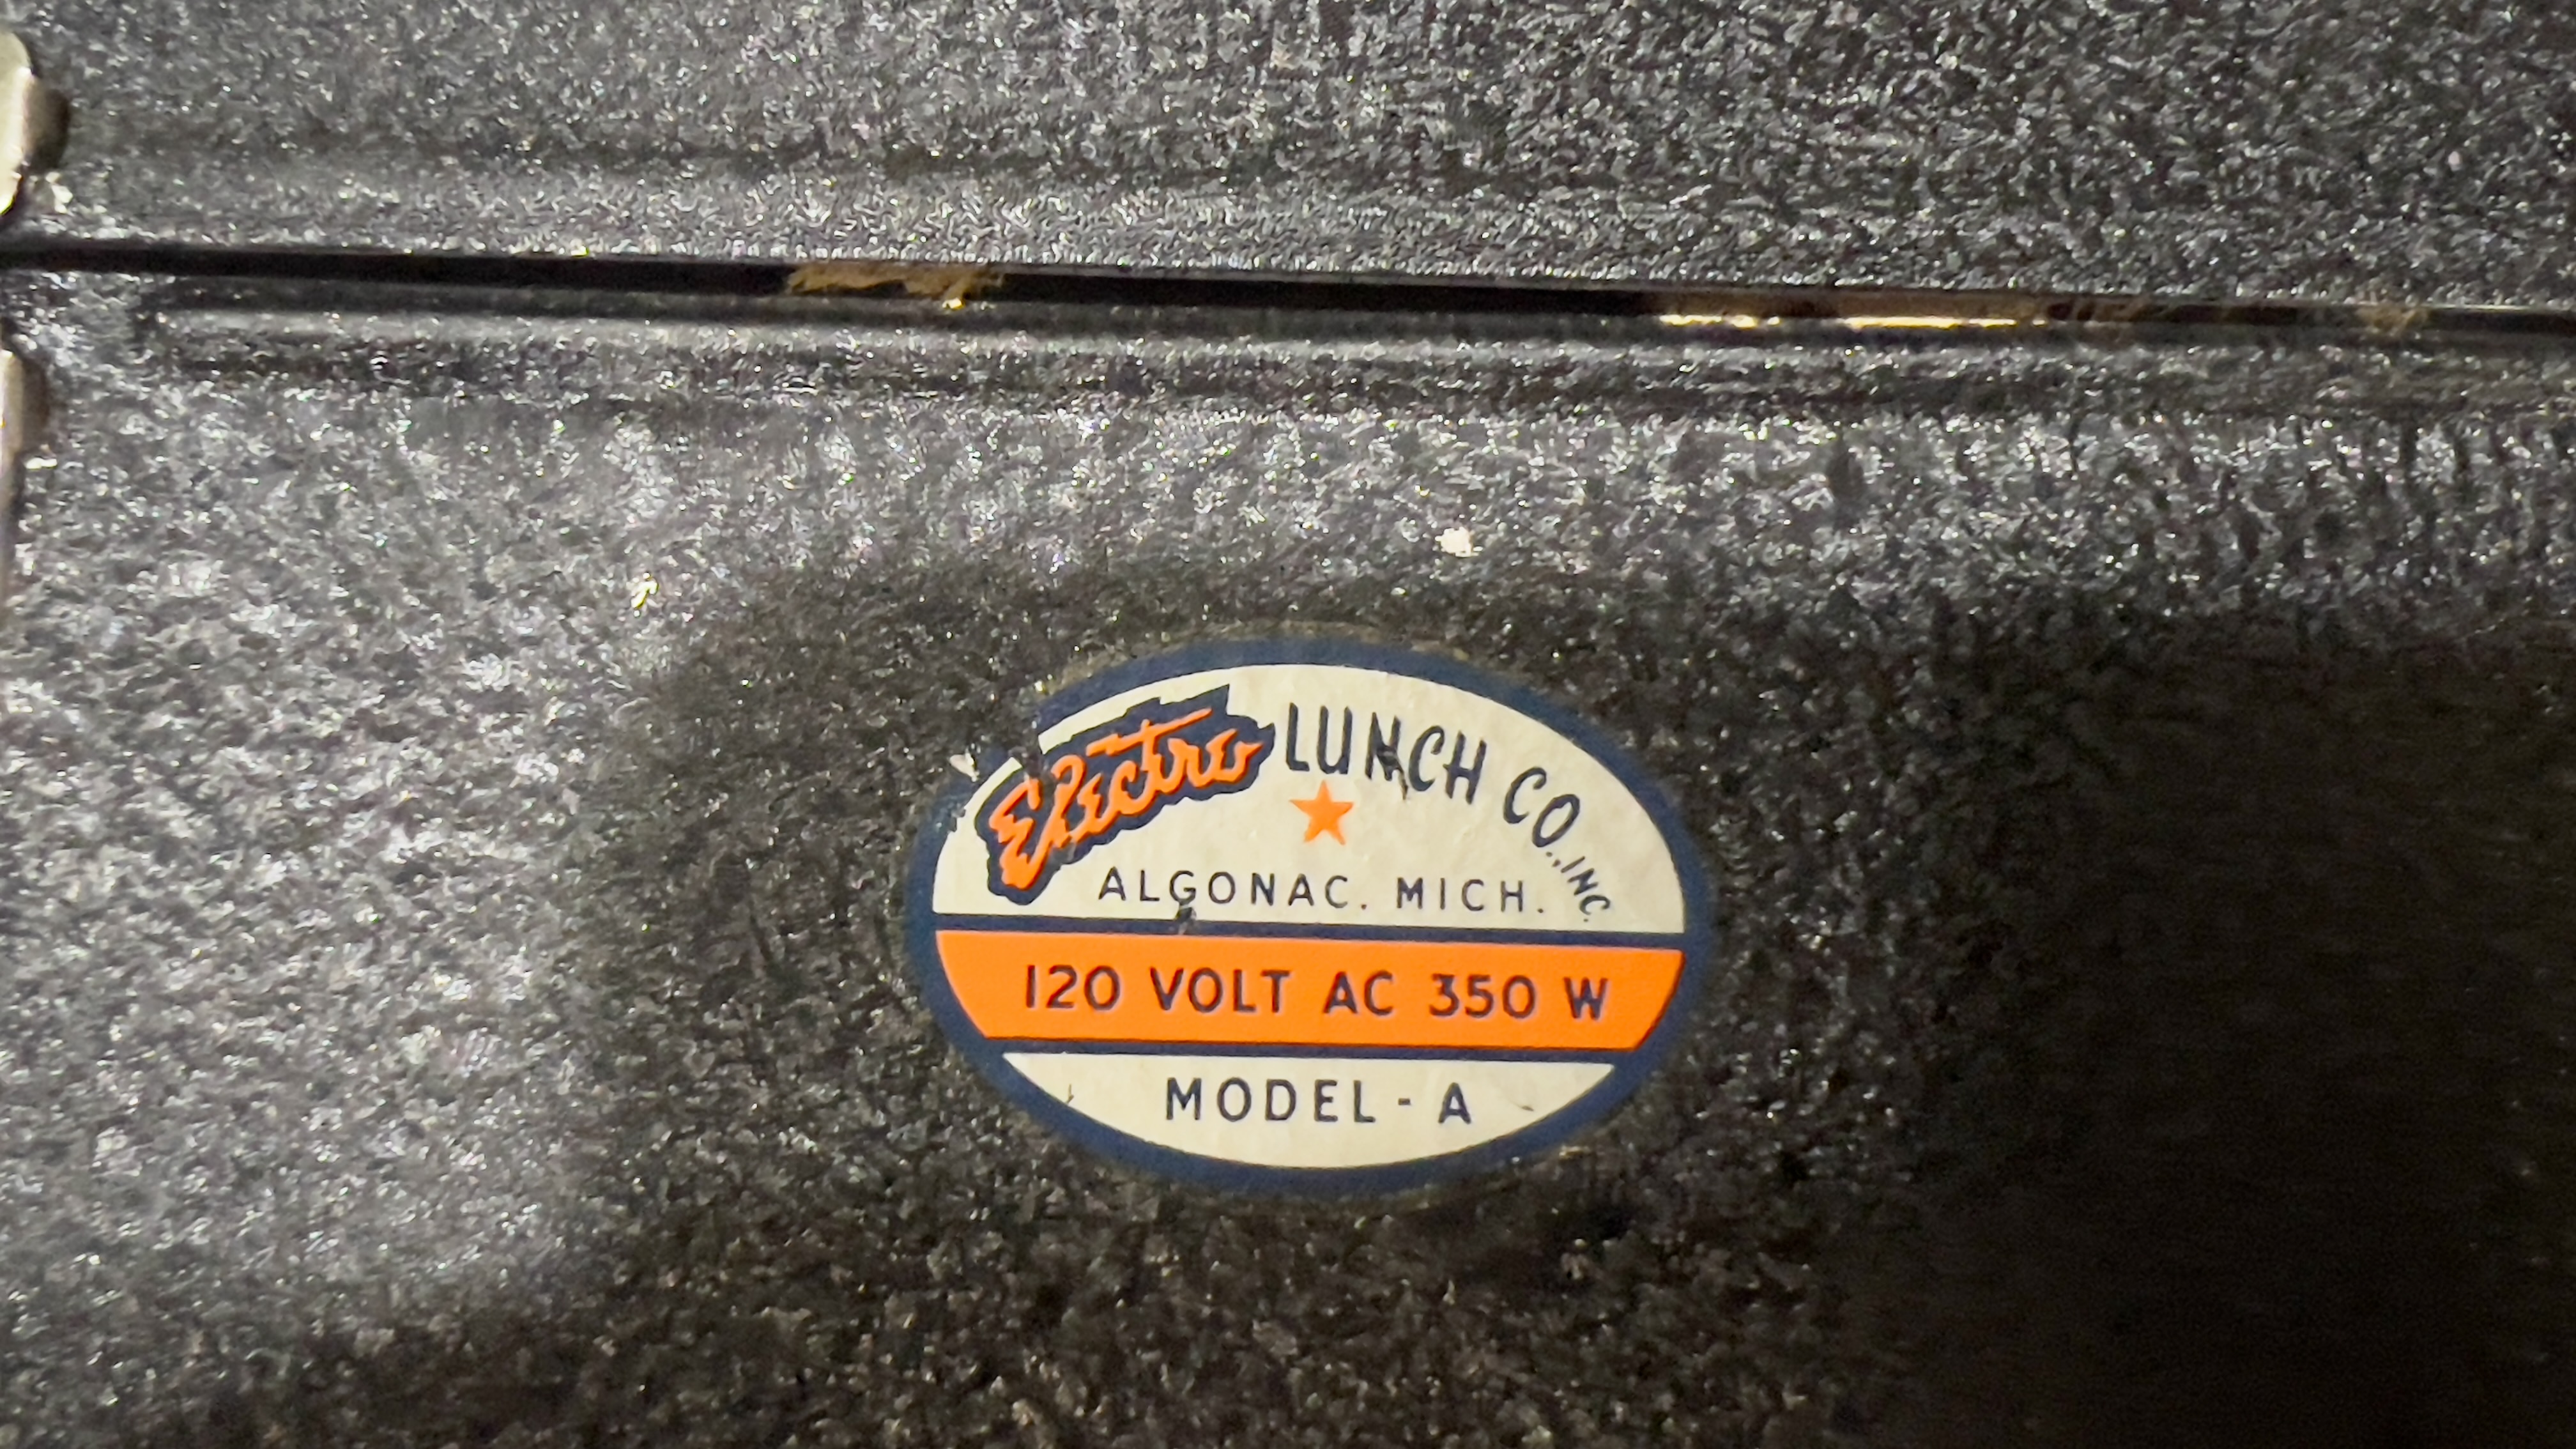 Electro LUNCH CO., INC.
ALGONAC. MICH.
120 VOLT AC 350 W
MODEL - A